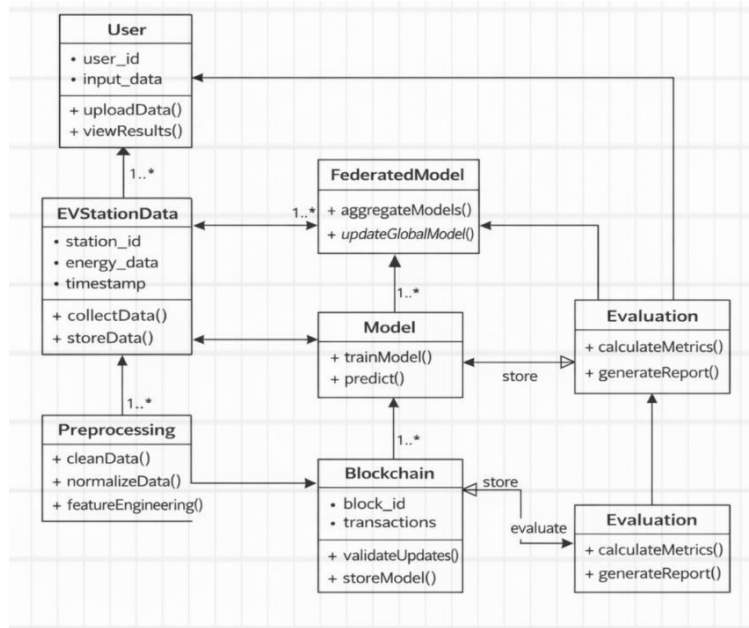 User
• user_id
• input_data
+ uploadData()
+ viewResults()
1..*
EVStationData
• station_id
• energy_data
• timestamp
+ collectData()
+ storeData()
1..*
Preprocessing
+ cleanData()
+ normalizeData()
+ featureEngineering()
1..*
FederatedModel
+ aggregateModels()
+ updateGlobalModel()
1..*
Model
+ trainModel()
+ predict()
store
1..*
Blockchain
• block_id
• transactions
+ validateUpdates()
+ storeModel()
store
evaluate
Evaluation
+ calculateMetrics()
+ generateReport()
Evaluation
+ calculateMetrics()
+ generateReport()